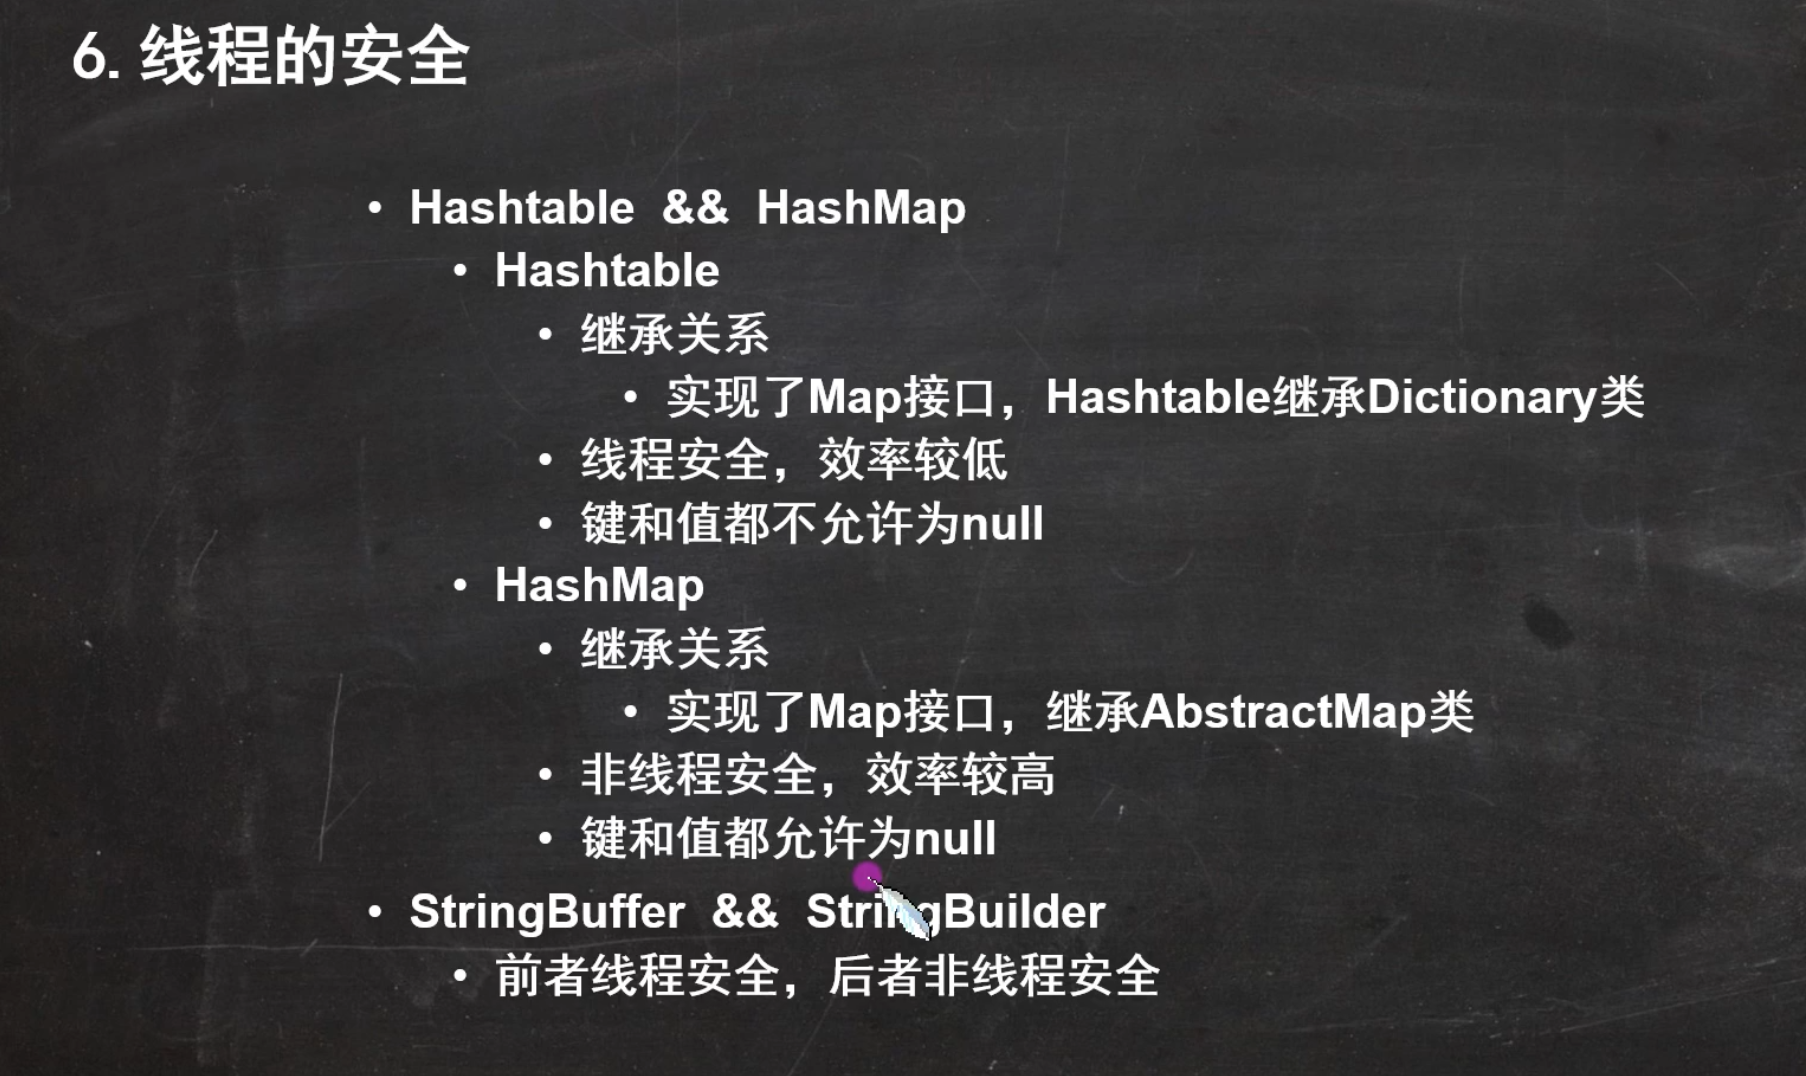 6. 线程的安全
• Hashtable && HashMap
• Hashtable
• 继承关系
• 实现了Map接口，Hashtable继承Dictionary类
• 线程安全，效率较低
• 键和值都不允许为null
• HashMap
• 继承关系
• 实现了Map接口，继承AbstractMap类
• 非线程安全，效率较高
• 键和值都允许为null
• StringBuffer && StringBuilder
• 前者线程安全，后者非线程安全